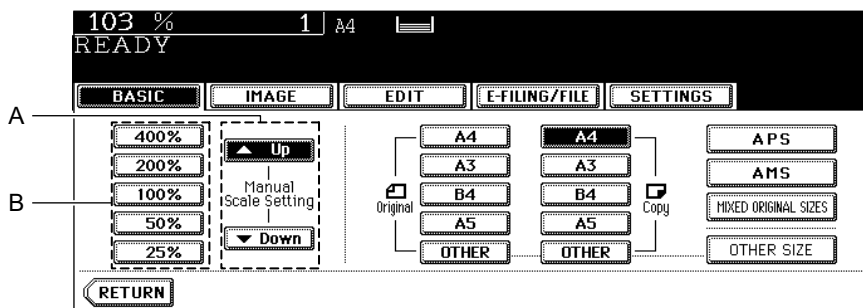 103 % 1 A4
READY
BASIC IMAGE EDIT E-FILING/FILE SETTINGS
A
B
400%
200%
100%
50%
25%
Up
Manual
Scale Setting
Down
Original
A4
A3
B4
A5
OTHER
A4
A3
B4
A5
OTHER
Copy
APS
AMS
MIXED ORIGINAL SIZES
OTHER SIZE
RETURN